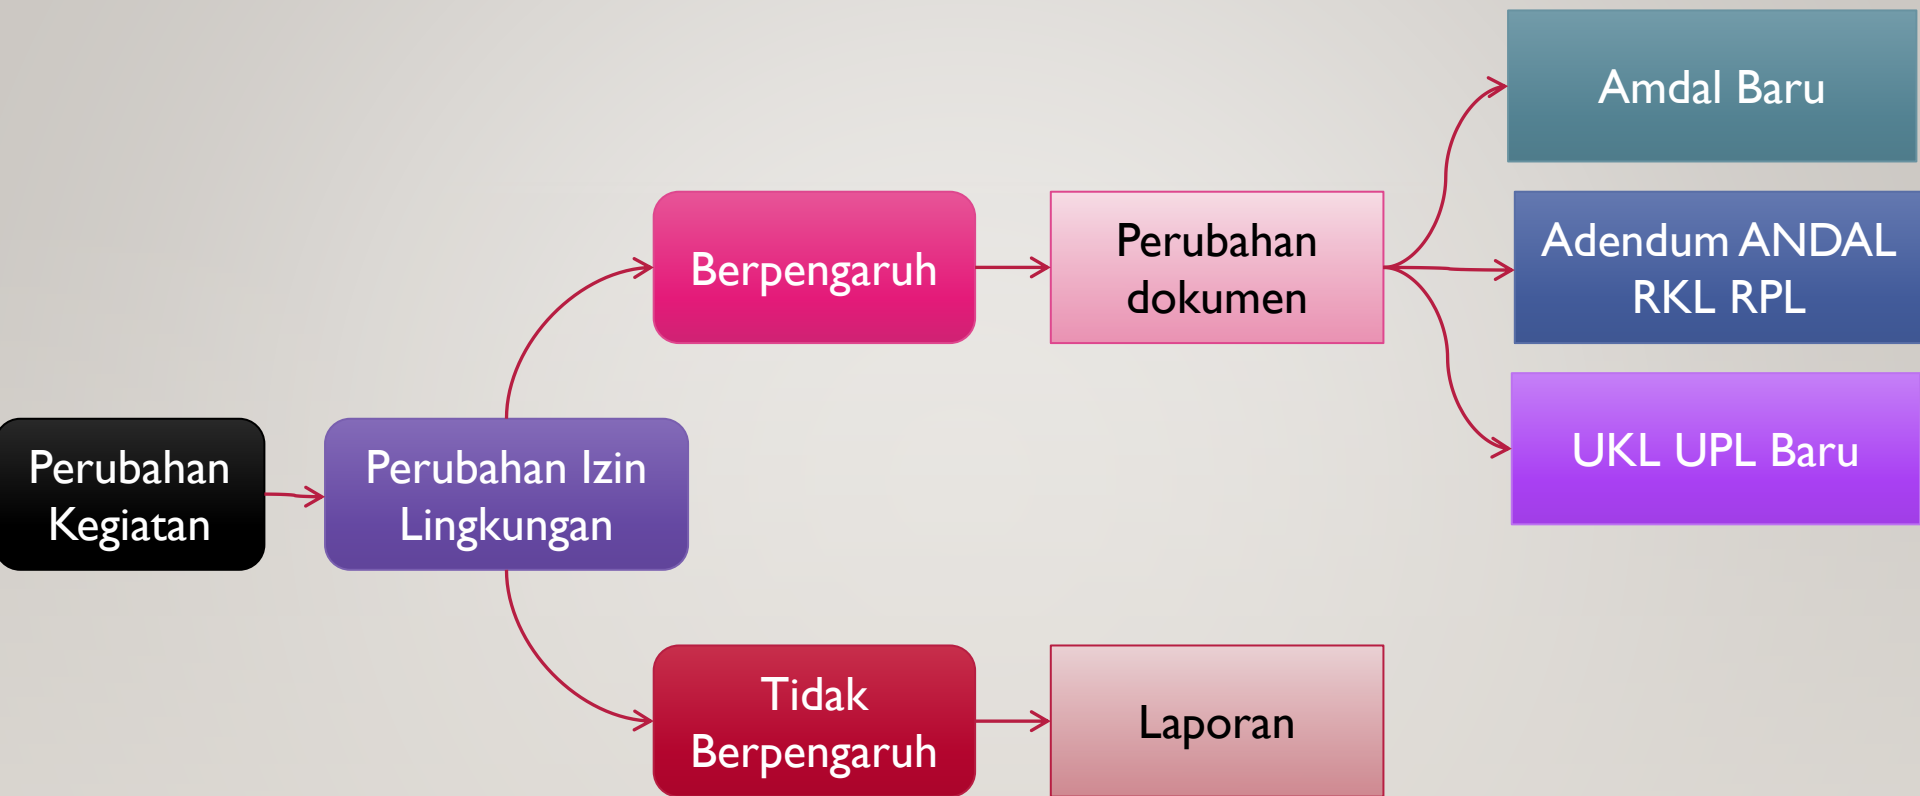 Perubahan
Kegiatan
Perubahan Izin
Lingkungan
Berpengaruh
Perubahan
dokumen
Amdal Baru
Adendum ANDAL
RKL RPL
UKL UPL Baru
Tidak
Berpengaruh
Laporan